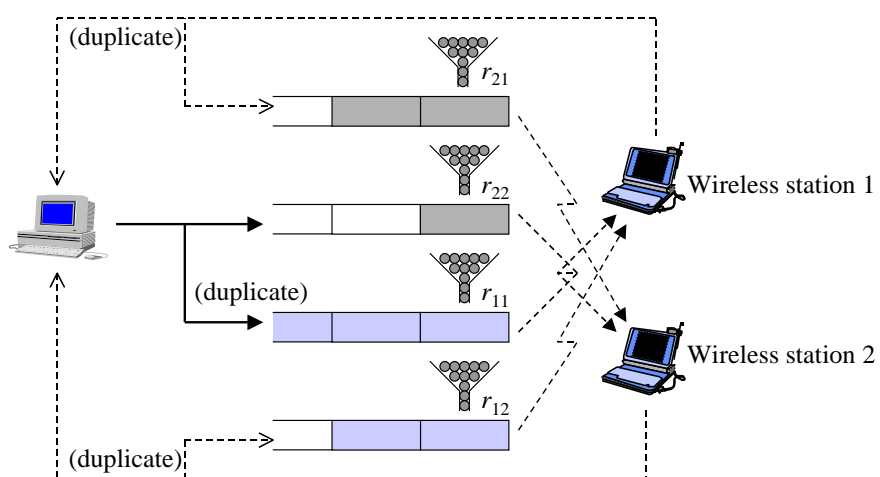 (duplicate)
r21
r22
Wireless station 1
(duplicate)
r11
Wireless station 2
r12
(duplicate)